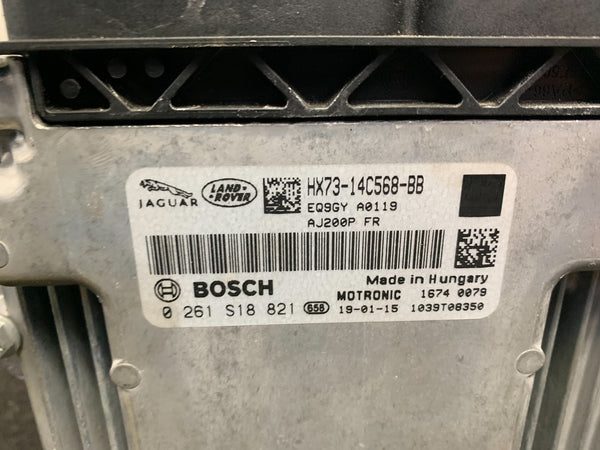 JAGUAR
LAND-
ROVER
HX73-14C568-BB
EQ9GY A0119
AJ200P FR
BOSCH
Made in Hungary
MOTRONIC 1674 0079
0 261 S18 821 656 19-01-15 1039T08350